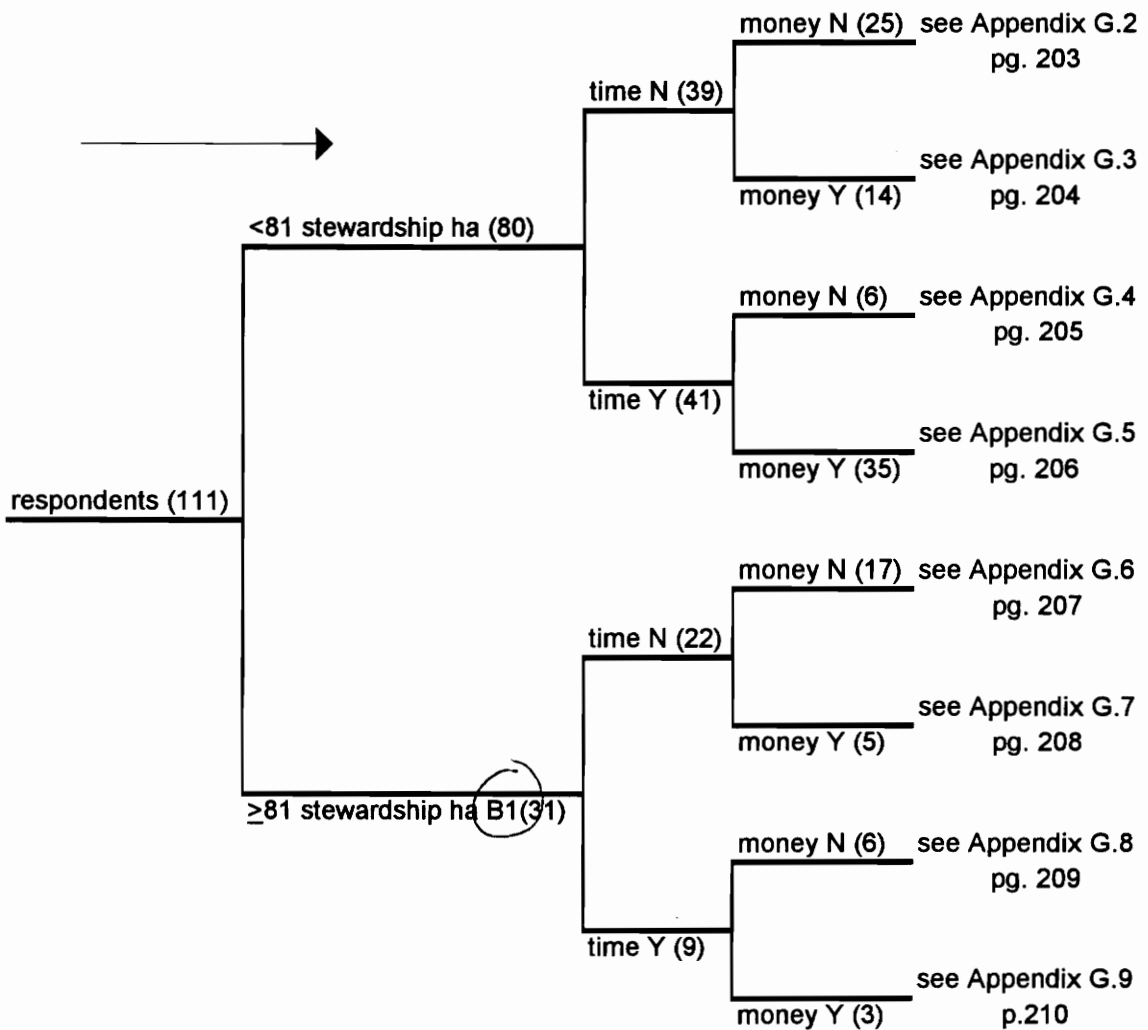 money N (25) see Appendix G.2
pg. 203
time N (39)
see Appendix G.3
money Y (14) pg. 204
<81 stewardship ha (80)
money N (6) see Appendix G.4
pg. 205
time Y (41)
see Appendix G.5
money Y (35) pg. 206
respondents (111)
money N (17) see Appendix G.6
pg. 207
time N (22)
see Appendix G.7
money Y (5) pg. 208
≥81 stewardship ha B1(31)
money N (6) see Appendix G.8
pg. 209
time Y (9)
see Appendix G.9
money Y (3) p.210